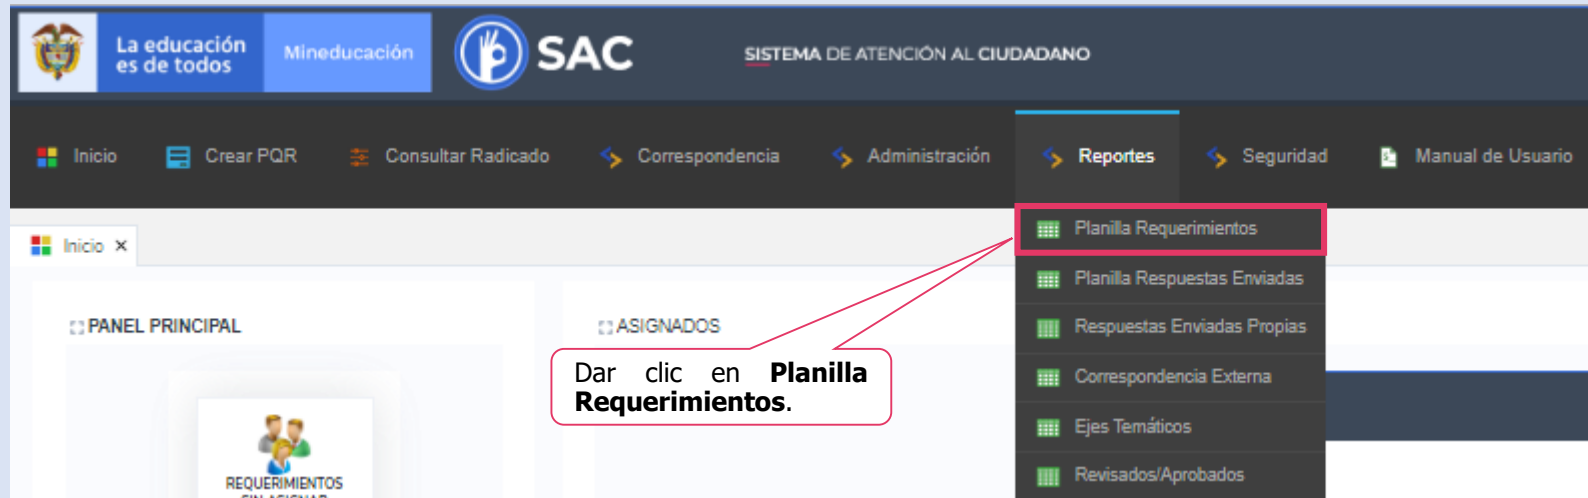 La educación
es de todos
Mineducación
SAC
SISTEMA DE ATENCIÓN AL CIUDADANO
Inicio
Crear PQR
Consultar Radicado
Correspondencia
Administración
Reportes
Seguridad
Manual de Usuario
Inicio ×
Planilla Requerimientos
Planilla Respuestas Enviadas
Respuestas Enviadas Propias
Correspondencia Externa
Ejes Temáticos
Revisados/Aprobados
PANEL PRINCIPAL
ASIGNADOS
Dar clic en Planilla
Requerimientos.
REQUERIMIENTOS
SIN ASIGNAR